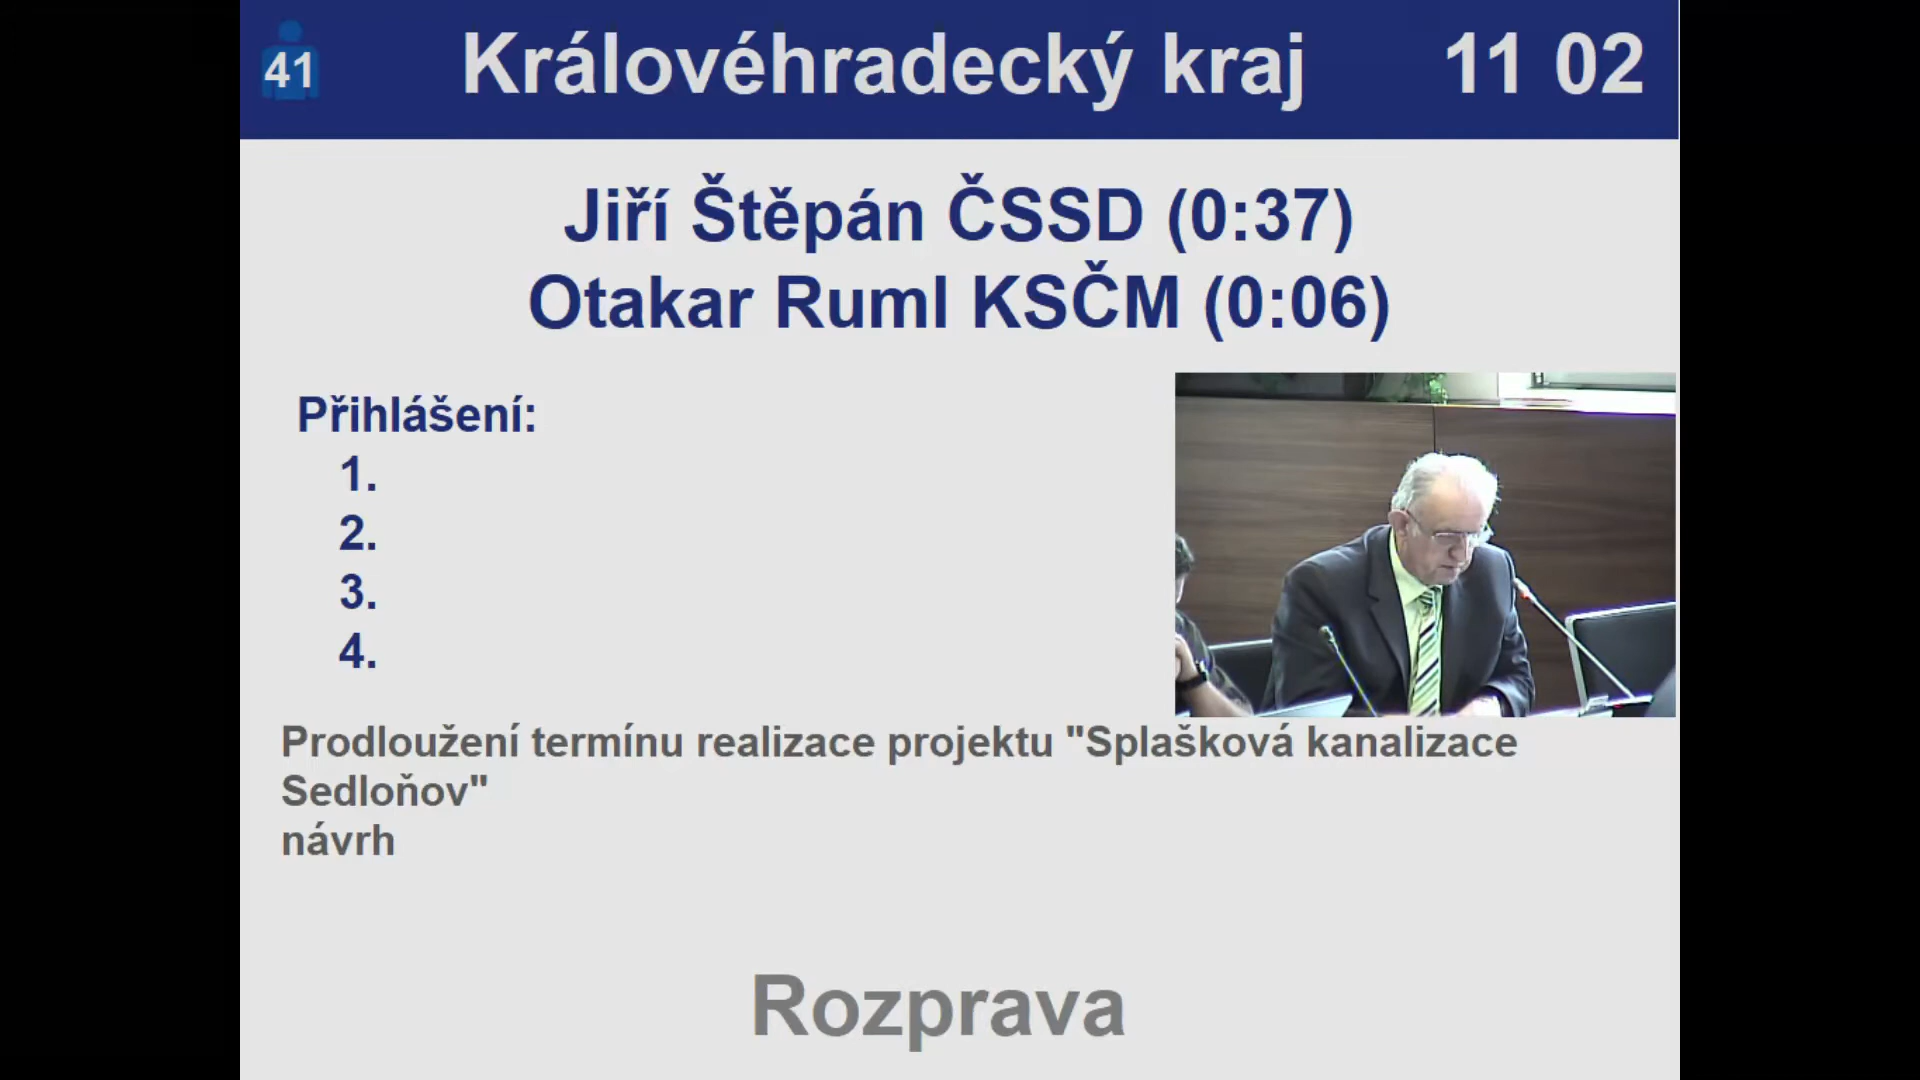 41
Královéhradecký kraj
11 02
Jiří Štěpán ČSSD (0:37)
Otakar Ruml KSČM (0:06)
Přihlášení:
1.
2.
3.
4.
Prodloužení termínu realizace projektu "Splašková kanalizace
Sedloňov"
návrh
Rozprava